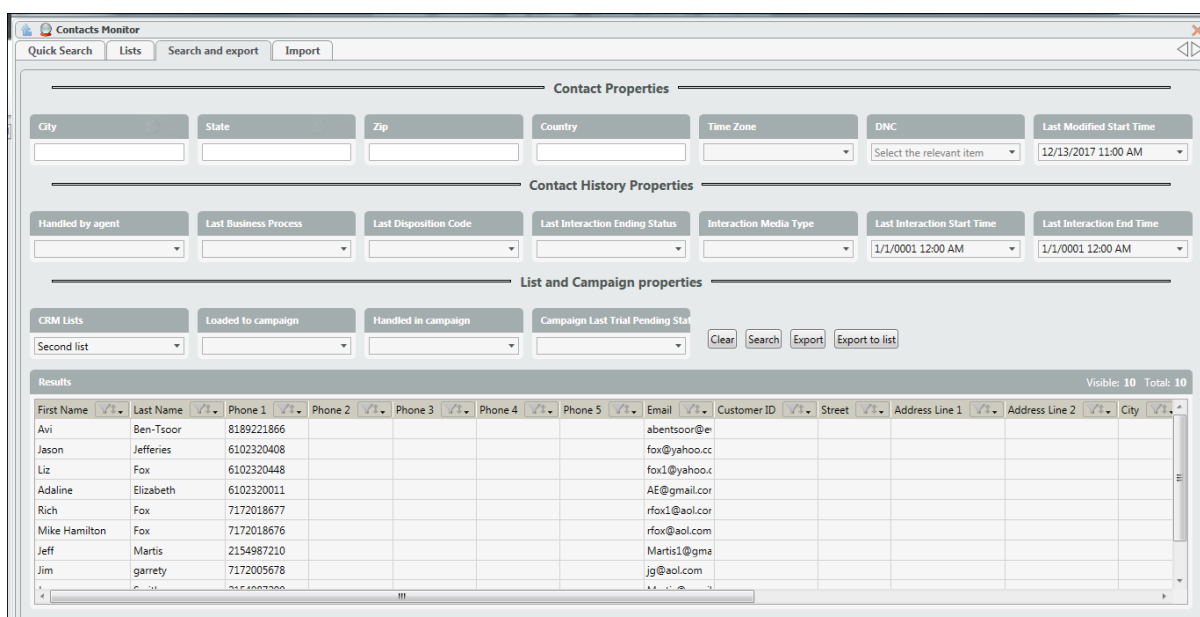 Contacts Monitor
Quick Search Lists Search and export Import
Contact Properties
City State Zip Country Time Zone DNC Last Modified Start Time
Select the relevant item 12/13/2017 11:00 AM
Contact History Properties
Handled by agent Last Business Process Last Disposition Code Last Interaction Ending Status Interaction Media Type Last Interaction Start Time Last Interaction End Time
1/1/0001 12:00 AM 1/1/0001 12:00 AM
List and Campaign properties
CRM Lists Loaded to campaign Handled in campaign Campaign Last Trial Pending Stat
Second list Clear Search Export Export to list
Results Visible: 10 Total: 10
First Name Last Name Phone 1 Phone 2 Phone 3 Phone 4 Phone 5 Email Customer ID Street Address Line 1 Address Line 2 City
Avi Ben-Tsoor 8189221866 abentsoor@e
Jason Jefferies 6102320408 fox@yahoo.cc
Liz Fox 6102320448 fox1@yahoo.c
Adaline Elizabeth 6102320011 AE@gmail.cor
Rich Fox 7172018677 rfox1@aol.cor
Mike Hamilton Fox 7172018676 rfox@aol.com
Jeff Martis 2154987210 Martis1@gma
Jim garrety 7172005678 jg@aol.com